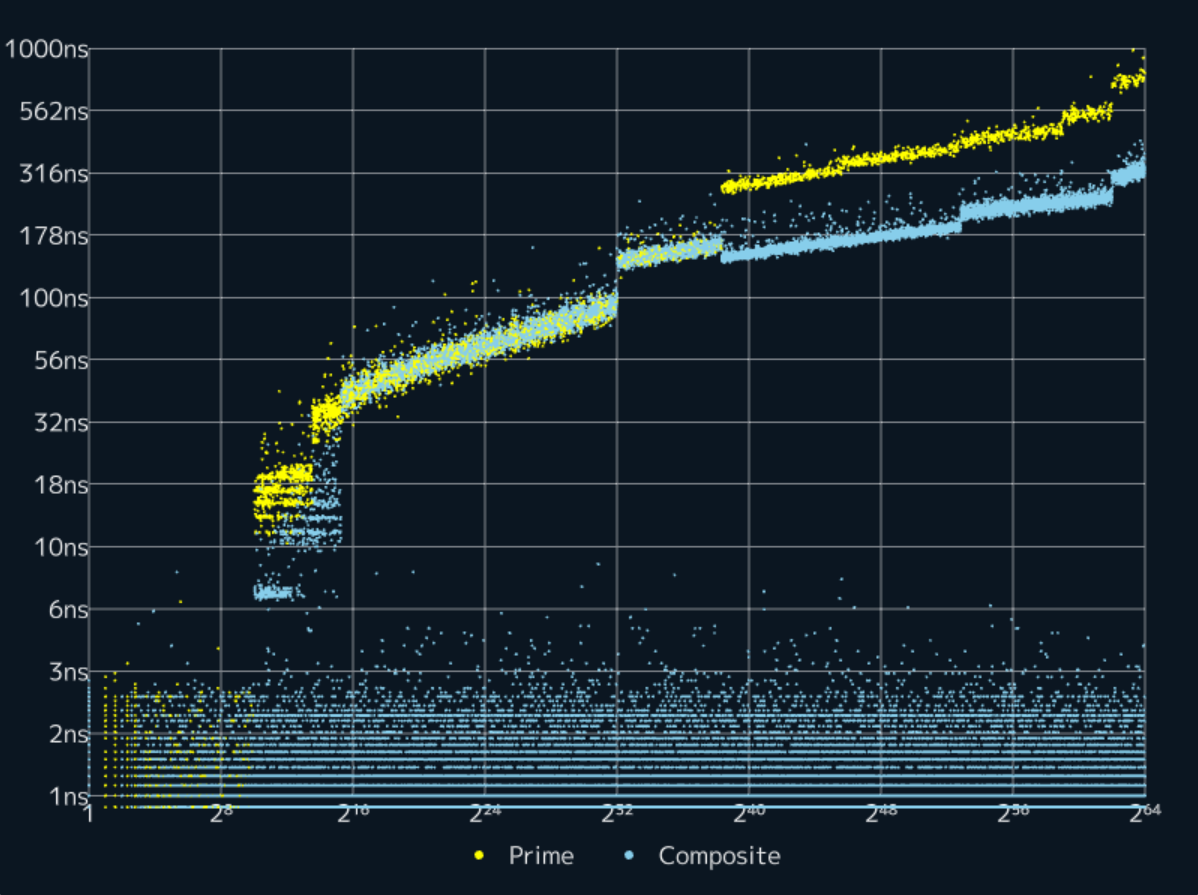 1000ns
562ns
316ns
178ns
100ns
56ns
32ns
18ns
10ns
6ns
3ns
2ns
1ns
1 2⁸ 2¹⁶ 2²⁴ 2³² 2⁴⁰ 2⁴⁸ 2⁵⁶ 2⁶⁴
Prime Composite